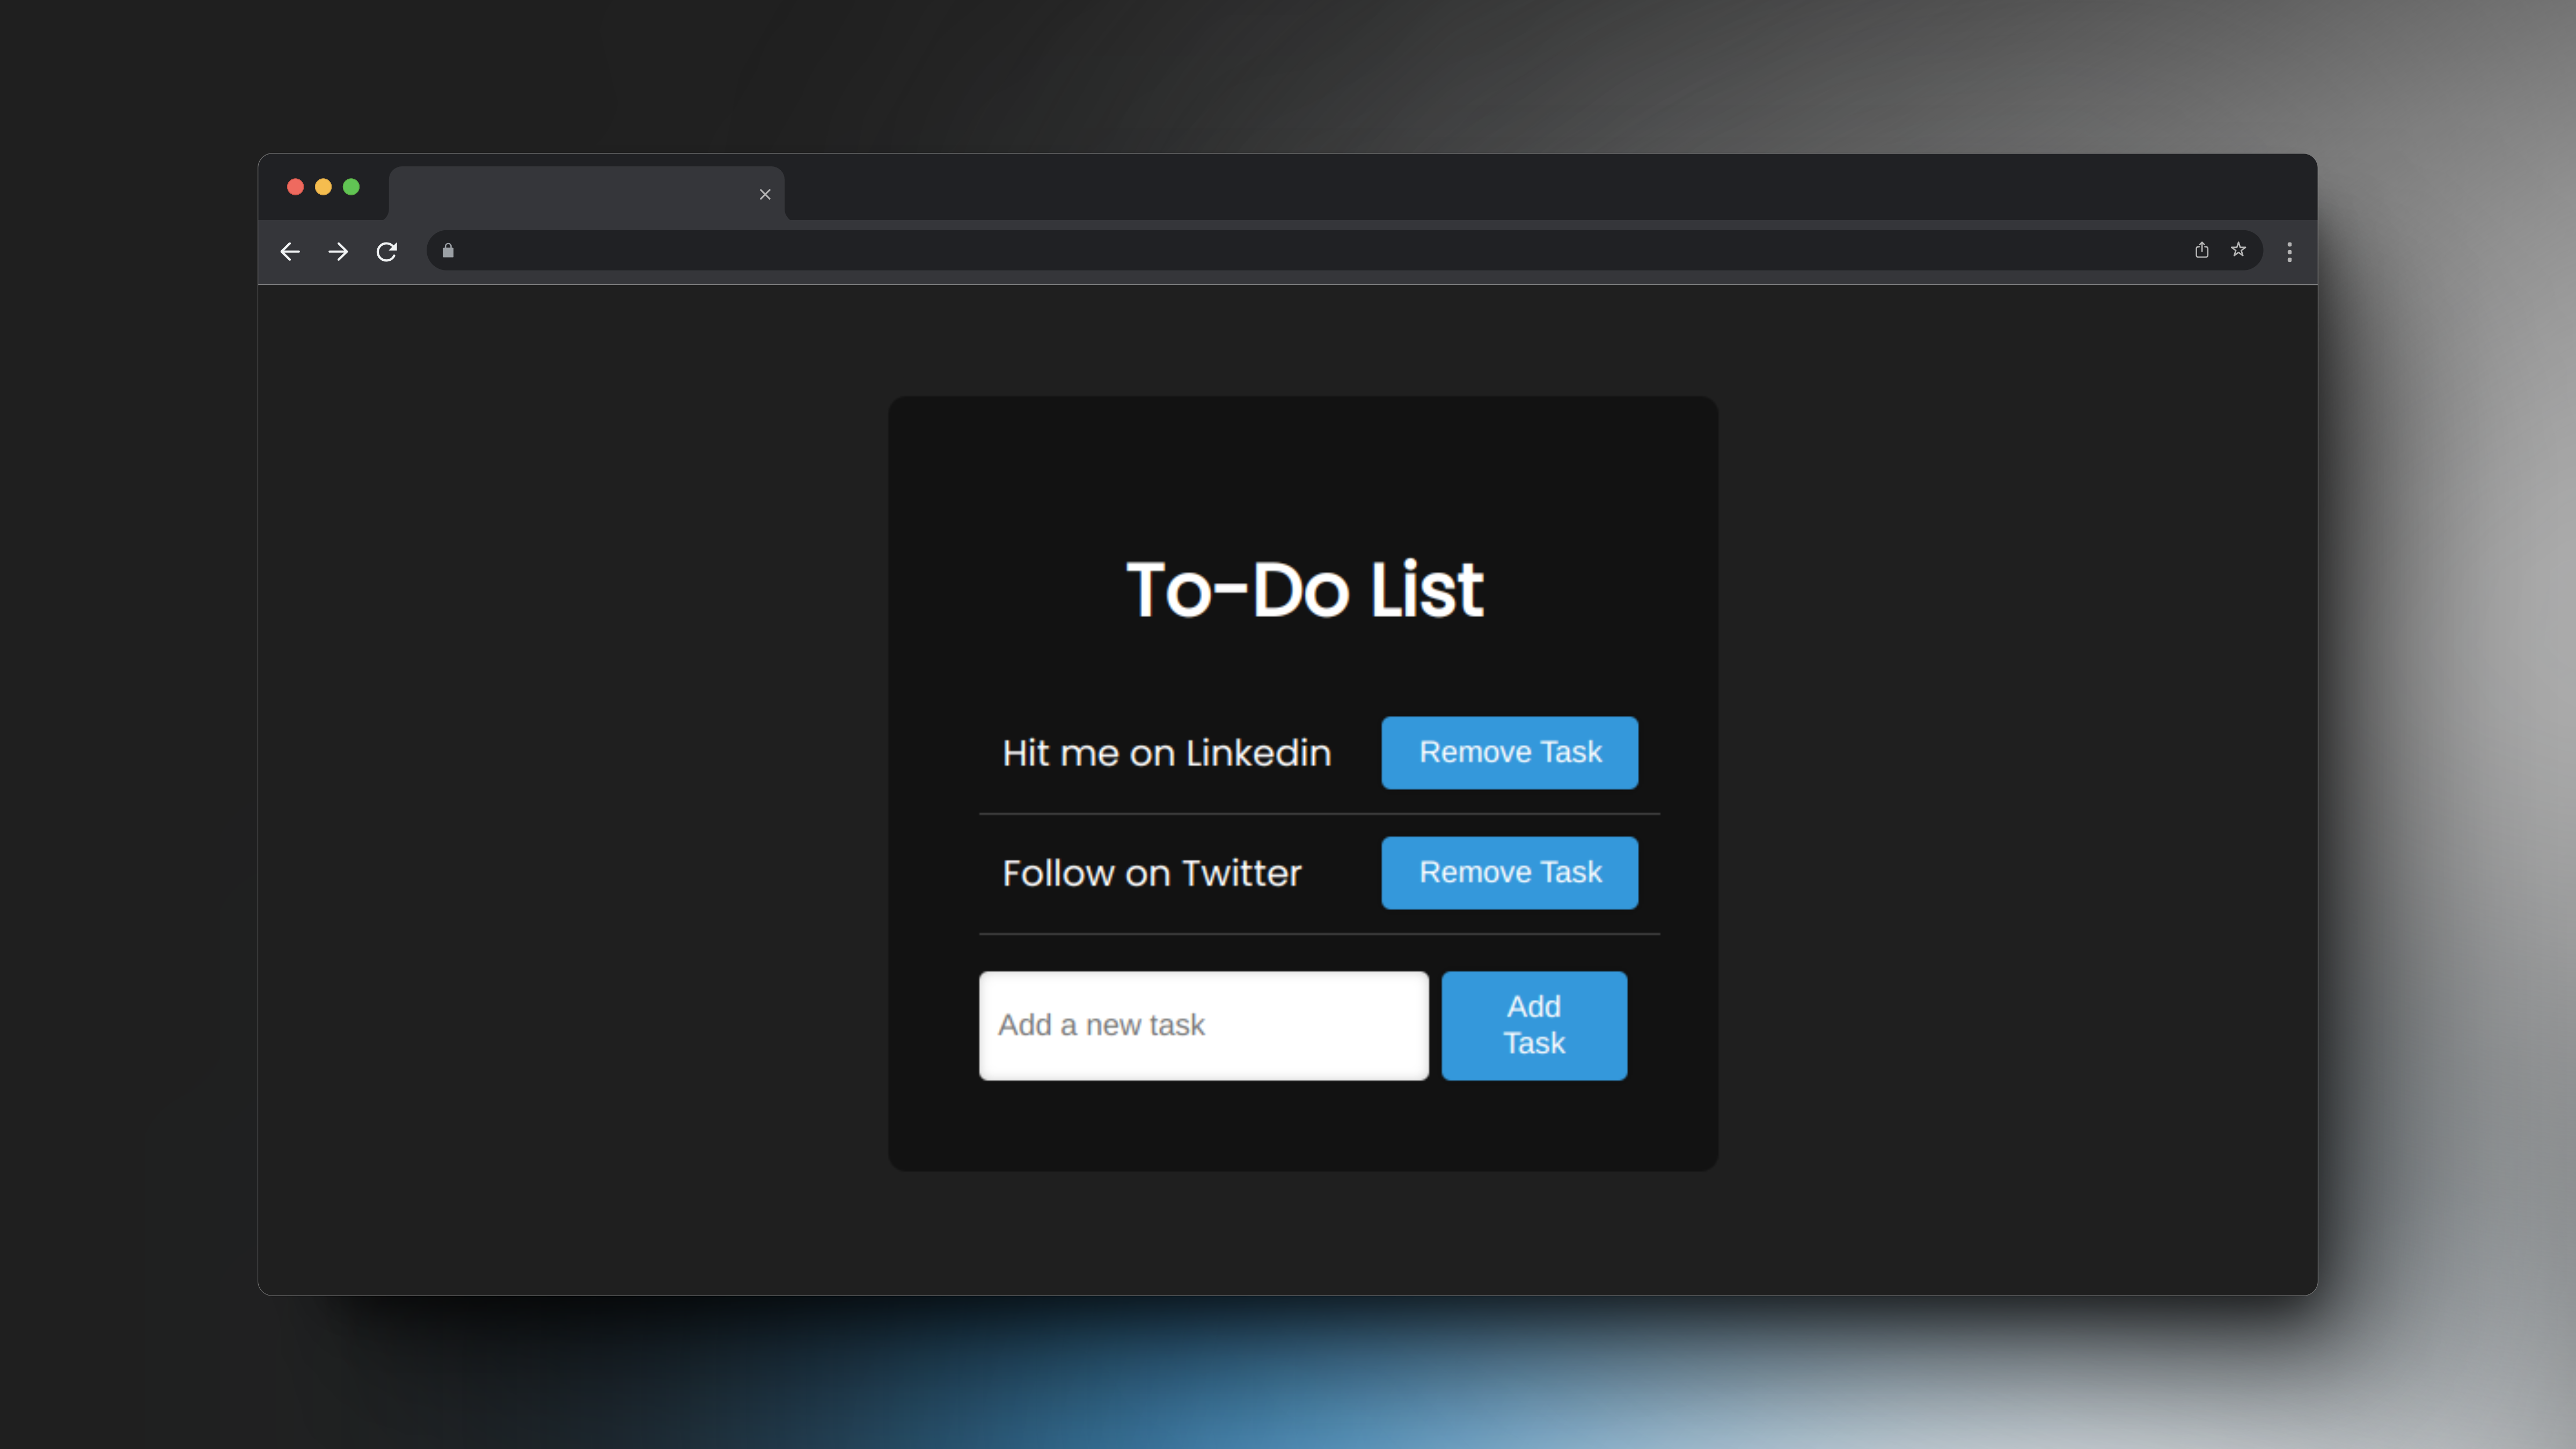 To-Do List
Hit me on Linkedin
Remove Task
Follow on Twitter
Remove Task
Add a new task
Add
Task